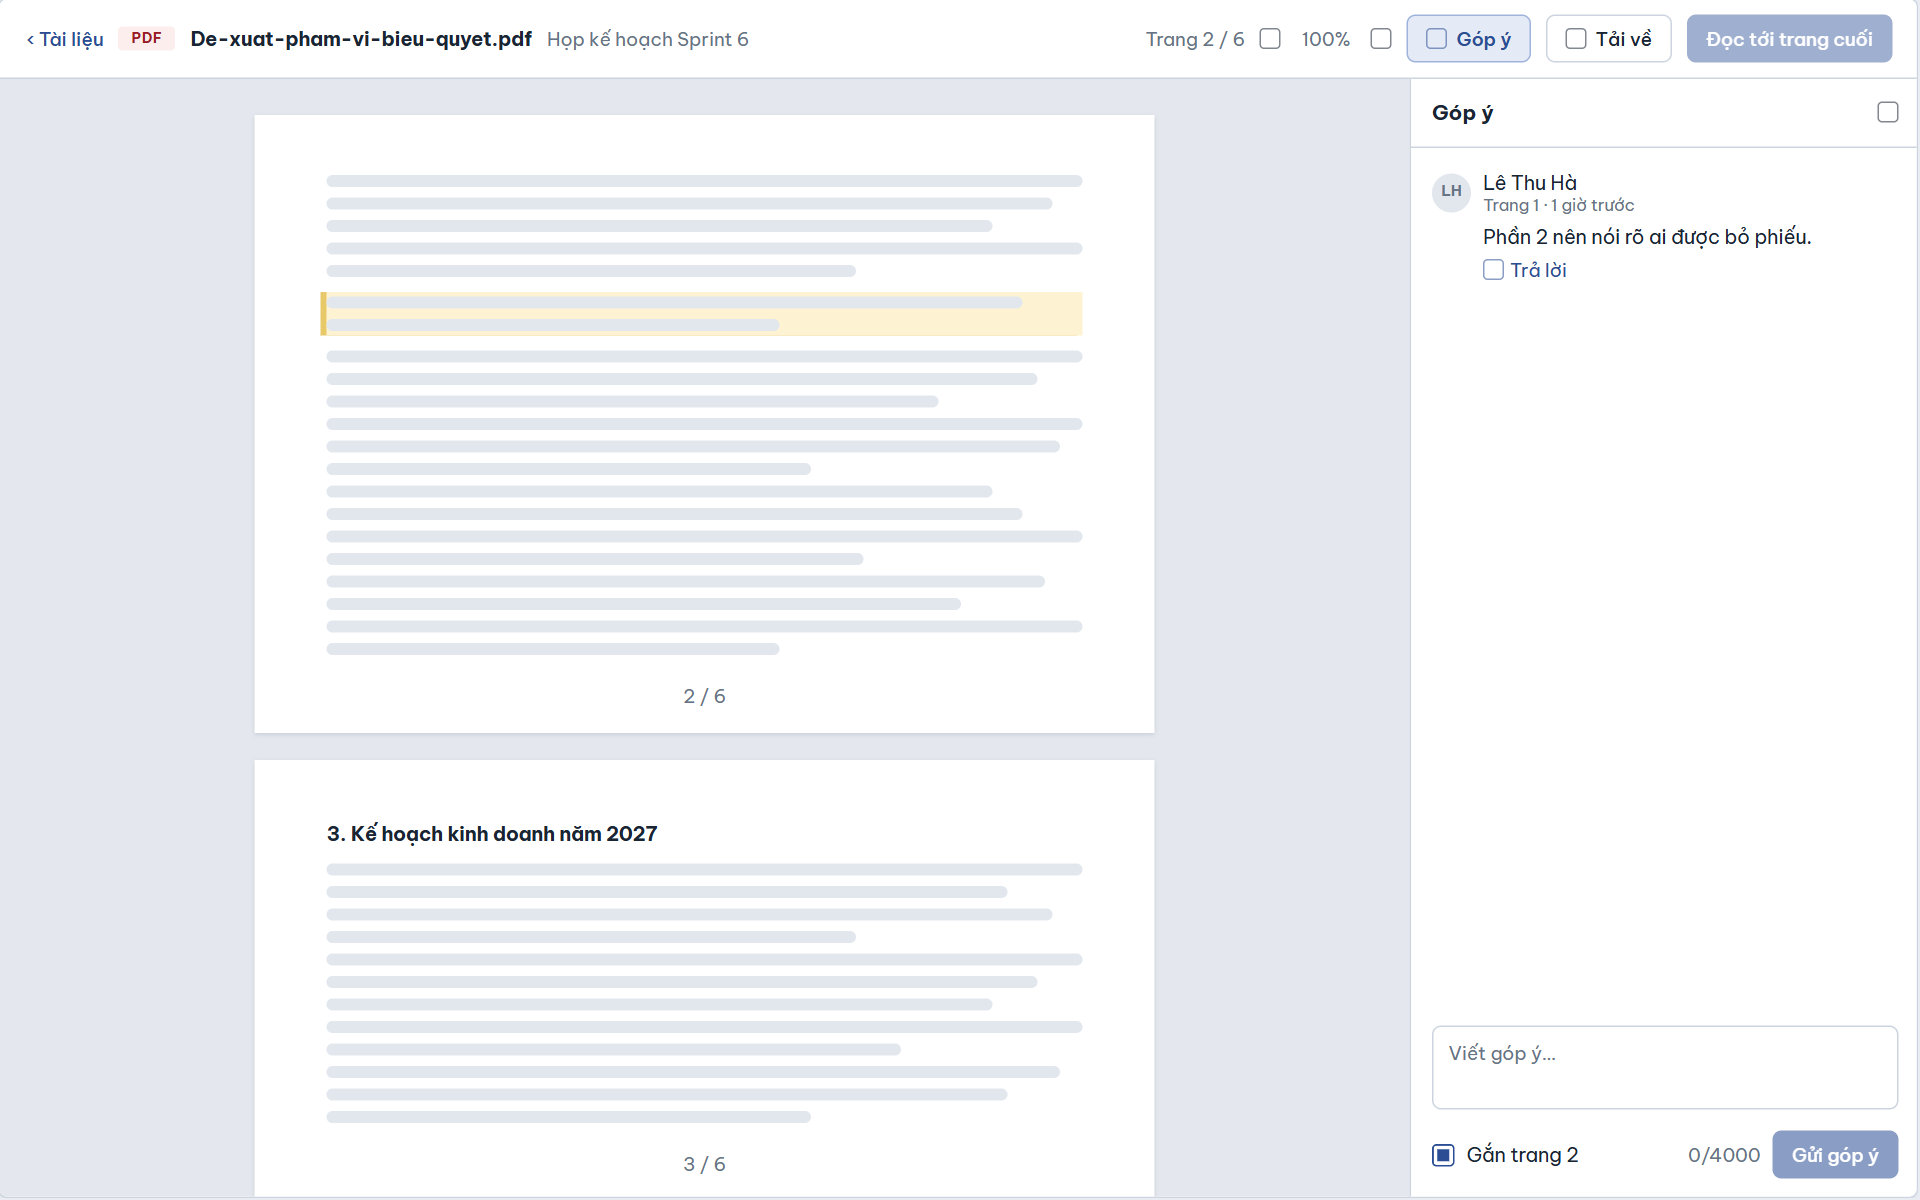 ‹ Tài liệu PDF De-xuat-pham-vi-bieu-quyet.pdf Họp kế hoạch Sprint 6 Trang 2 / 6 100% Góp ý Tải về Đọc tới trang cuối
2 / 6
3. Kế hoạch kinh doanh năm 2027
3 / 6
Góp ý
LH Lê Thu Hà
Trang 1 · 1 giờ trước
Phần 2 nên nói rõ ai được bỏ phiếu.
Trả lời
Viết góp ý...
Gắn trang 2 0/4000 Gửi góp ý